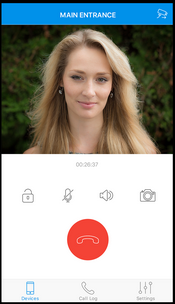 MAIN ENTRANCE
00:26:37
Devices
Call Log
Settings